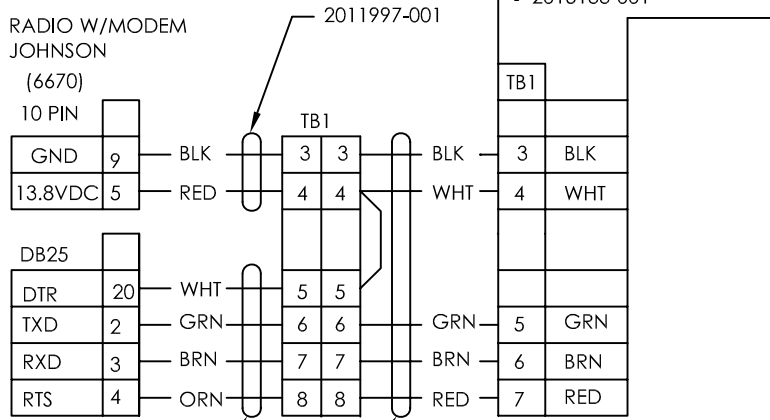 2011997-001
RADIO W/MODEM
JOHNSON
(6670)
10 PIN
TB1
TB1
GND 9 BLK 3 3 BLK 3 BLK
13.8VDC 5 RED 4 4 WHT 4 WHT
DB25
DTR 20 WHT 5 5
TXD 2 GRN 6 6 GRN 5 GRN
RXD 3 BRN 7 7 BRN 6 BRN
RTS 4 ORN 8 8 RED 7 RED